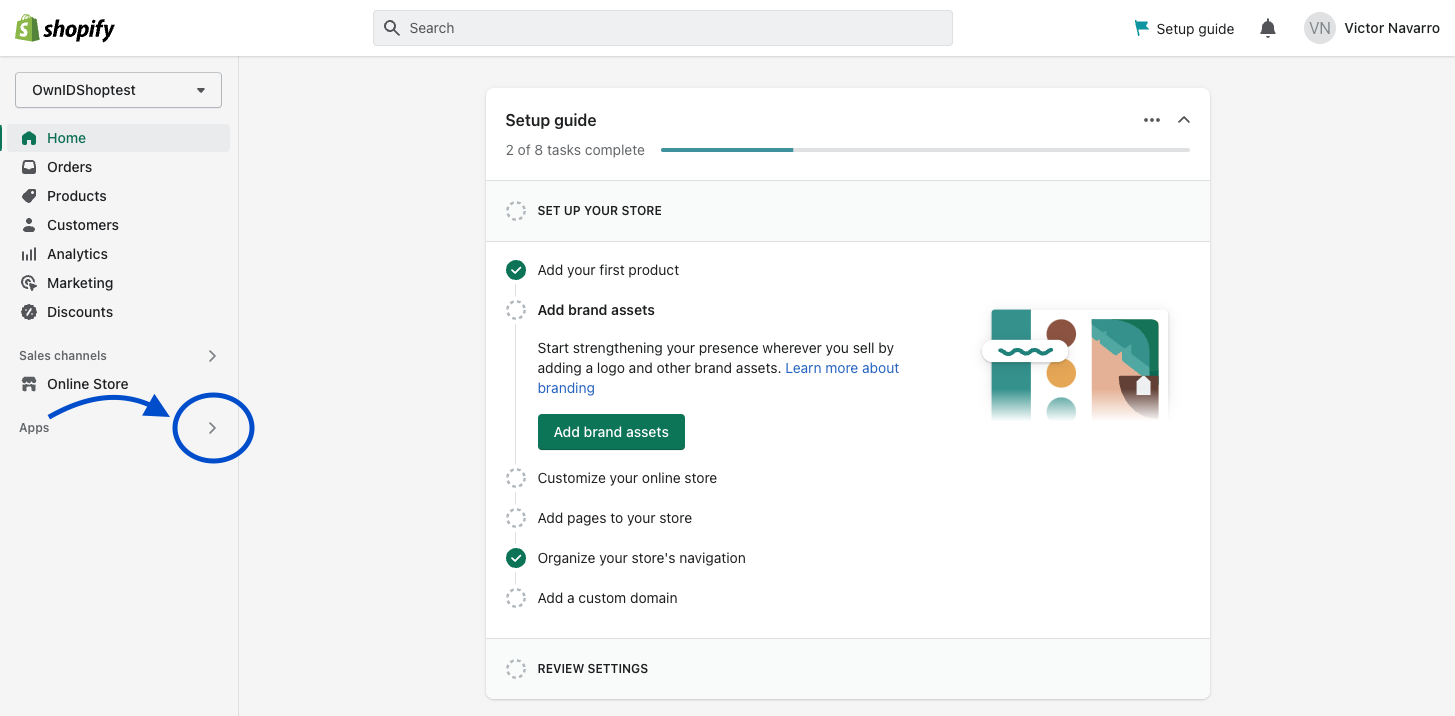 shopify
Search
Setup guide
VN
Victor Navarro
OwnIDShoptest
Home
Orders
Products
Customers
Analytics
Marketing
Discounts
Sales channels
Online Store
Apps
Setup guide
2 of 8 tasks complete
SET UP YOUR STORE
Add your first product
Add brand assets
Start strengthening your presence wherever you sell by
adding a logo and other brand assets. Learn more about
branding
Add brand assets
Customize your online store
Add pages to your store
Organize your store's navigation
Add a custom domain
REVIEW SETTINGS